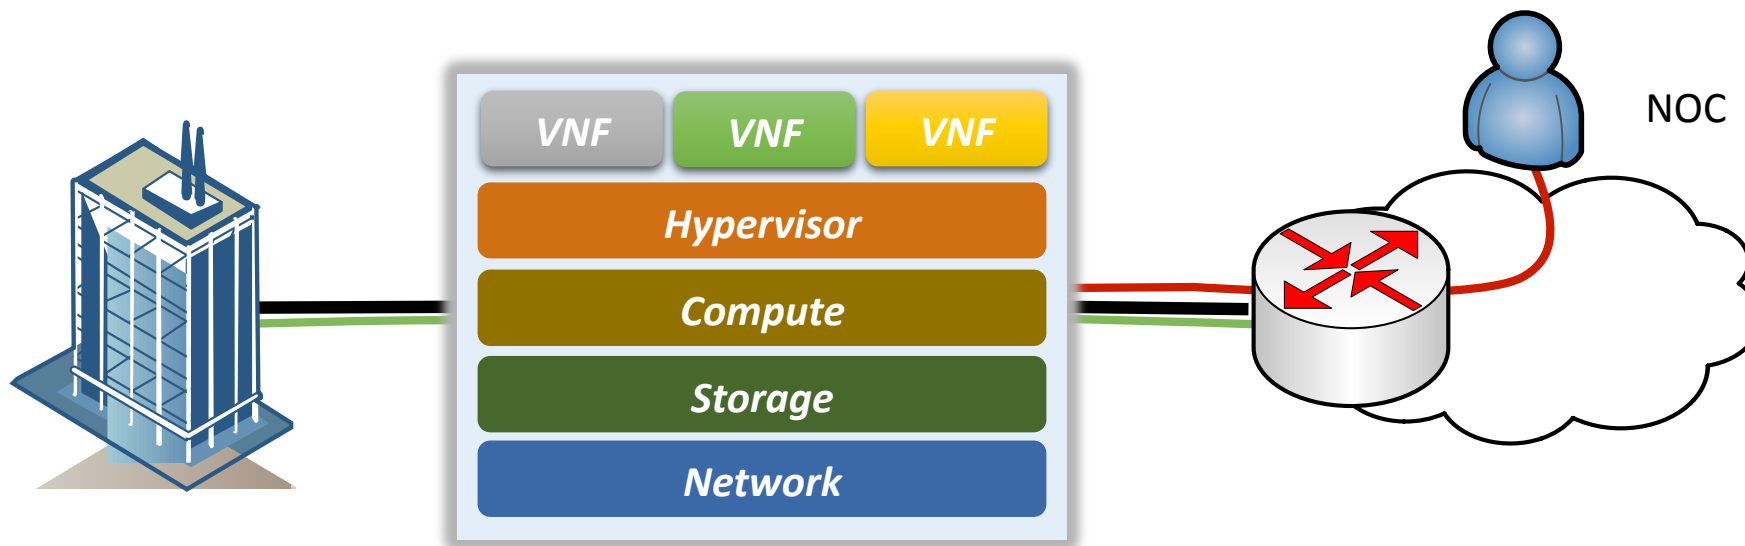 VNF VNF VNF
Hypervisor
Compute
Storage
Network
NOC